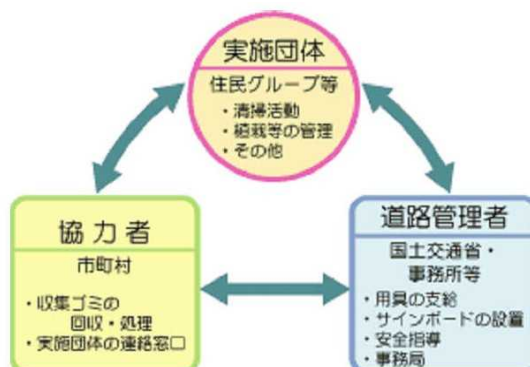 実施団体
住民グループ等
・清掃活動
・植栽等の管理
・その他
協力者
市町村
・収集ゴミの
回収・処理
・実施団体の連絡窓口
道路管理者
国土交通省・
事務所等
・用具の支給
・サインボードの設置
・安全指導
・事務局